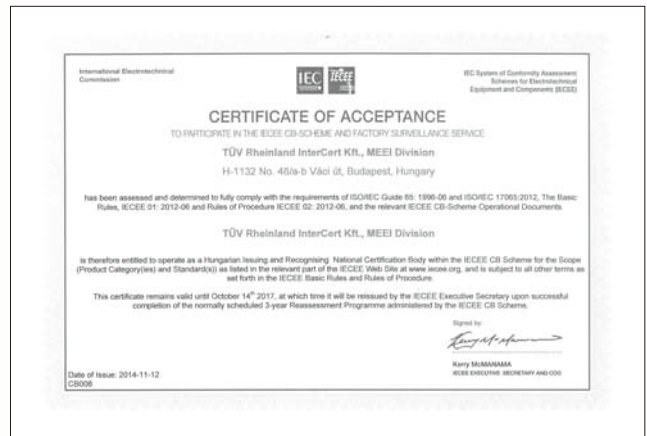 International Electrotechnical
Commission
IEC
IECEE
IEC System of Conformity Assessment
Schemes for Electrotechnical
Equipment and Components (IECEE)
CERTIFICATE OF ACCEPTANCE
TO PARTICIPATE IN THE IECEE CB-SCHEME AND FACTORY SURVEILLANCE SERVICE
TÜV Rheinland InterCert Kft., MEEI Division
H-1132 No. 48/a-b Váci út, Budapest, Hungary
has been assessed and determined to fully comply with the requirements of ISO/IEC Guide 65: 1996-06 and ISO/IEC 17065:2012, The Basic
Rules, IECEE 01: 2012-06 and Rules of Procedure IECEE 02: 2012-06, and the relevant IECEE CB-Scheme Operational Documents.
TÜV Rheinland InterCert Kft., MEEI Division
is therefore entitled to operate as a Hungarian Issuing and Recognising National Certification Body within the IECEE CB Scheme for the Scope
(Product Category(ies) and Standard(s)) as listed in the relevant part of the IECEE Web Site at www.iecee.org, and is subject to all other terms as
set forth in the IECEE Basic Rules and Rules of Procedure.
This certificate remains valid until October 14th 2017, at which time it will be reissued by the IECEE Executive Secretary upon successful
completion of the normally scheduled 3-year Reassessment Programme administered by the IECEE CB Scheme.
Signed by:
Kerry McMANAMA
IECEE EXECUTIVE SECRETARY AND COO
Date of Issue: 2014-11-12
CB008